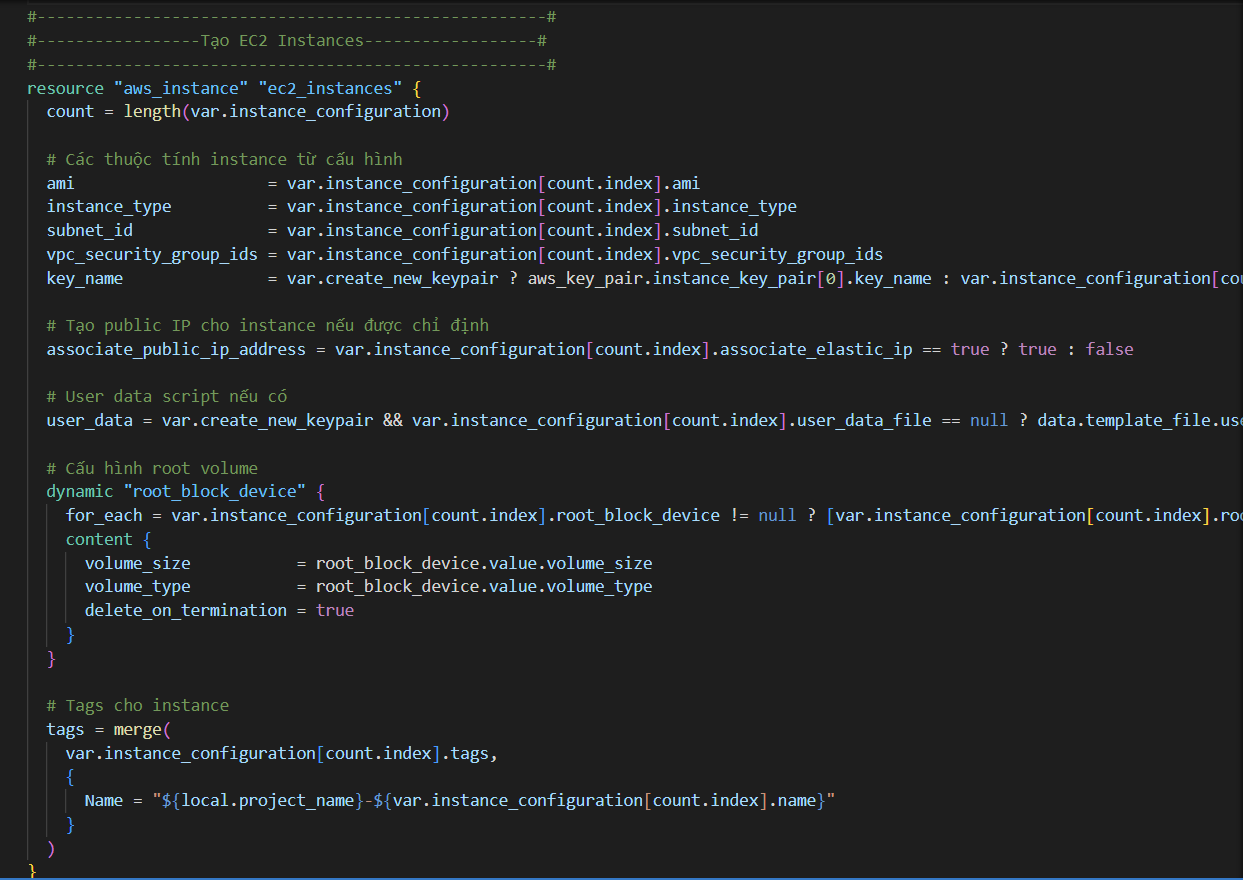 #-----------------------------------------------------#
#-----------------Tạo EC2 Instances------------------#
#-----------------------------------------------------#
resource "aws_instance" "ec2_instances" {
  count = length(var.instance_configuration)

  # Các thuộc tính instance từ cấu hình
  ami                    = var.instance_configuration[count.index].ami
  instance_type          = var.instance_configuration[count.index].instance_type
  subnet_id              = var.instance_configuration[count.index].subnet_id
  vpc_security_group_ids = var.instance_configuration[count.index].vpc_security_group_ids
  key_name               = var.create_new_keypair ? aws_key_pair.instance_key_pair[0].key_name : var.instance_configuration[cou

  # Tạo public IP cho instance nếu được chỉ định
  associate_public_ip_address = var.instance_configuration[count.index].associate_elastic_ip == true ? true : false

  # User data script nếu có
  user_data = var.create_new_keypair && var.instance_configuration[count.index].user_data_file == null ? data.template_file.use

  # Cấu hình root volume
  dynamic "root_block_device" {
    for_each = var.instance_configuration[count.index].root_block_device != null ? [var.instance_configuration[count.index].roo
    content {
      volume_size           = root_block_device.value.volume_size
      volume_type           = root_block_device.value.volume_type
      delete_on_termination = true
    }
  }

  # Tags cho instance
  tags = merge(
    var.instance_configuration[count.index].tags,
    {
      Name = "${local.project_name}-${var.instance_configuration[count.index].name}"
    }
  )
}